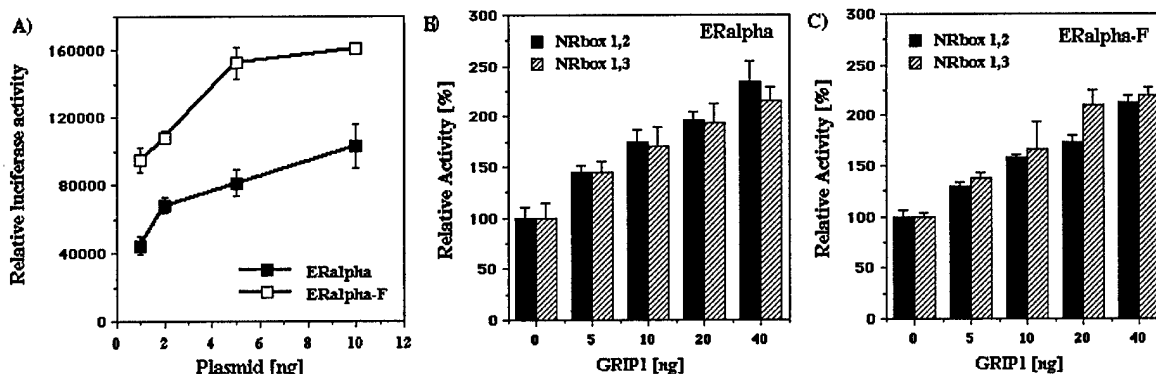 A)
Relative luciferase activity
160000
120000
80000
40000
0
0 2 4 6 8 10 12
Plasmid [ng]
ERalpha
ERalpha-F
B)
Relative Activity [%]
300
250
200
150
100
50
0
ERalpha
NRbox 1,2
NRbox 1,3
0 5 10 20 40
GRIP1 [ng]
C)
Relative Activity [%]
300
250
200
150
100
50
0
ERalpha-F
NRbox 1,2
NRbox 1,3
0 5 10 20 40
GRIP1 [ng]